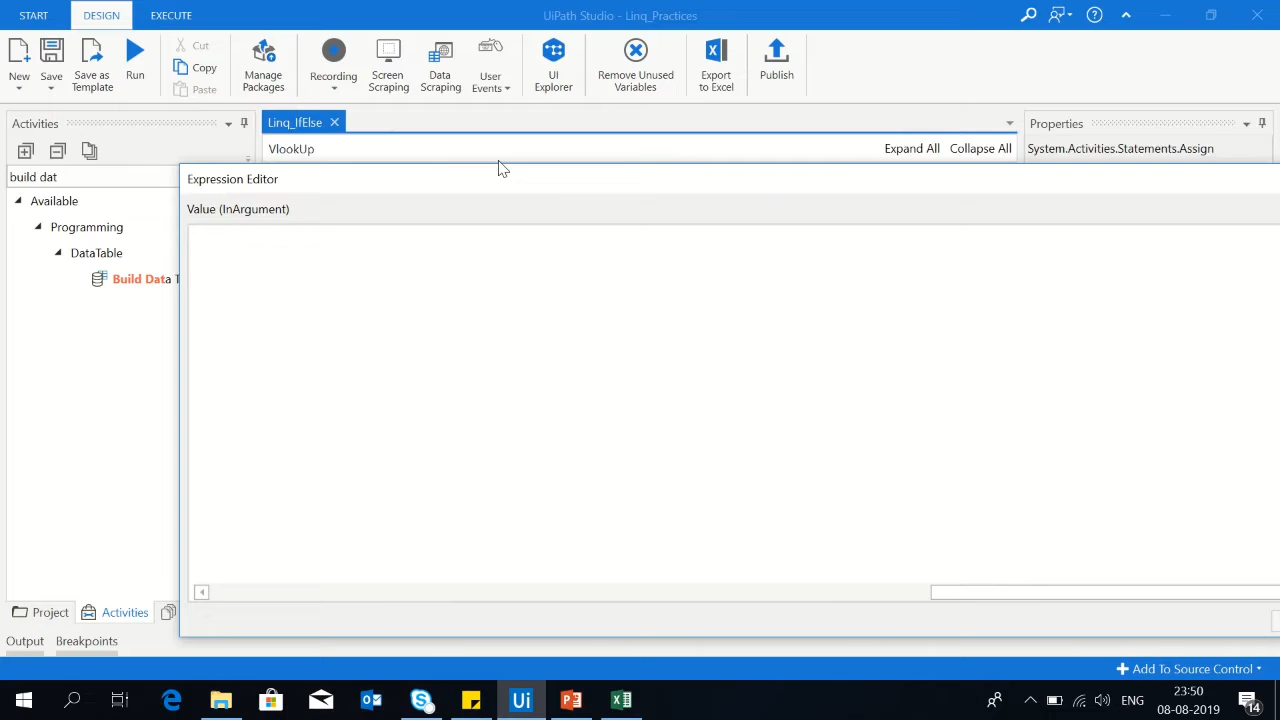 START DESIGN EXECUTE UiPath Studio - Linq_Practices
New Save Save as Template Run Cut Copy Paste Manage Packages Recording Screen Scraping Data Scraping User Events UI Explorer Remove Unused Variables Export to Excel Publish
Activities Linq_IfElse Properties
VlookUp Expand All Collapse All System.Activities.Statements.Assign
build dat
Expression Editor
Available
Value (InArgument)
Programming
DataTable
Build Data T
Project Activities
Output Breakpoints
Add To Source Control
Ui ENG 23:50
08-08-2019 14